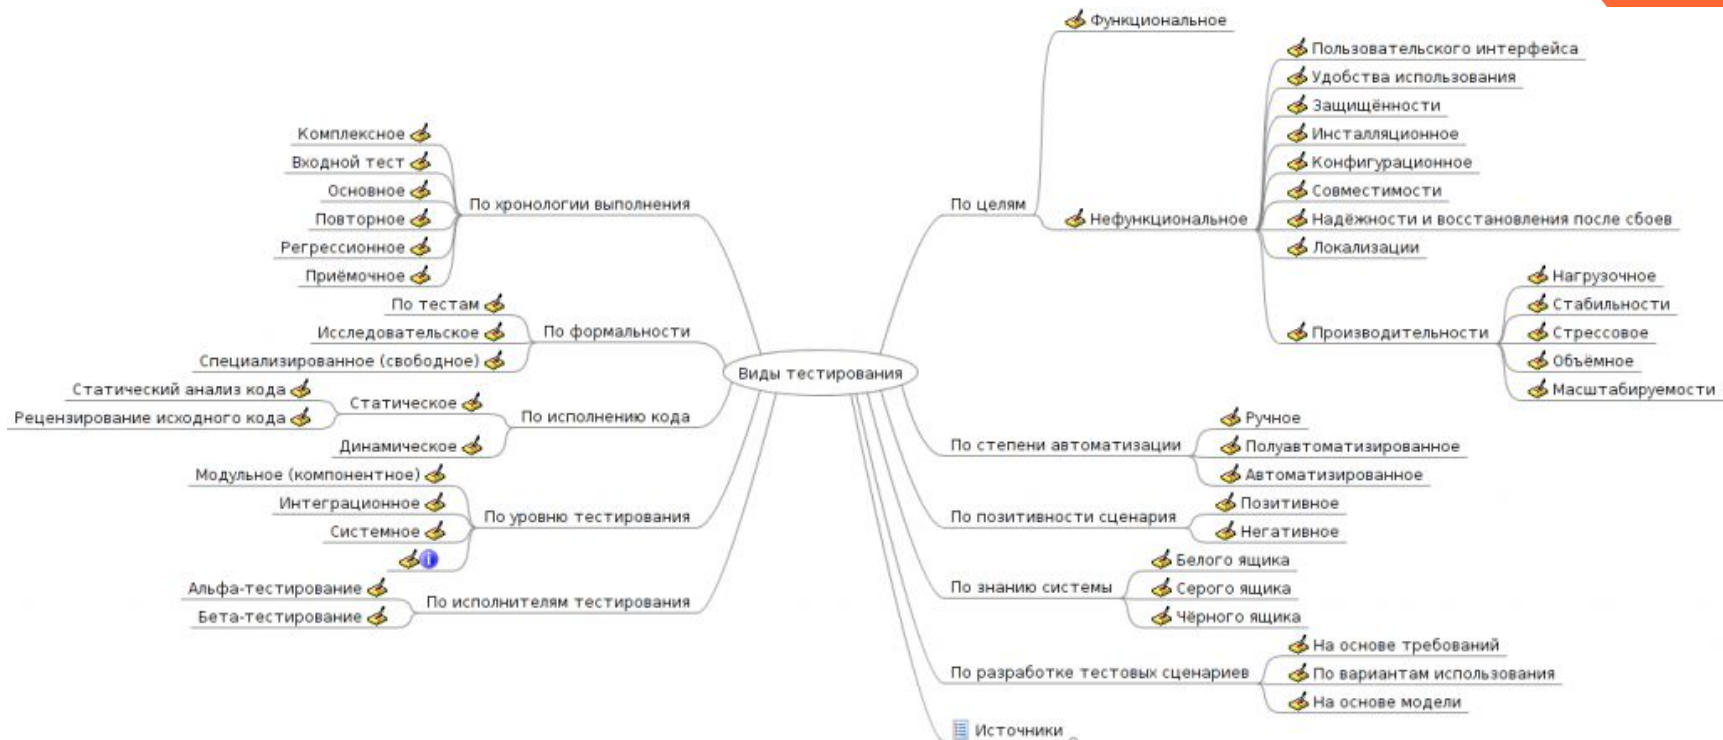 Виды тестирования
По хронологии выполнения
Комплексное
Входной тест
Основное
Повторное
Регрессионное
Приёмочное
По формальности
По тестам
Исследовательское
Специализированное (свободное)
По исполнению кода
Статическое
Статический анализ кода
Рецензирование исходного кода
Динамическое
По уровню тестирования
Модульное (компонентное)
Интеграционное
Системное
По исполнителям тестирования
Альфа-тестирование
Бета-тестирование
По целям
Функциональное
Нефункциональное
Пользовательского интерфейса
Удобства использования
Защищённости
Инсталляционное
Конфигурационное
Совместимости
Надёжности и восстановления после сбоев
Локализации
Производительности
Нагрузочное
Стабильности
Стрессовое
Объёмное
Масштабируемости
По степени автоматизации
Ручное
Полуавтоматизированное
Автоматизированное
По позитивности сценария
Позитивное
Негативное
По знанию системы
Белого ящика
Серого ящика
Чёрного ящика
По разработке тестовых сценариев
На основе требований
По вариантам использования
На основе модели
Источники